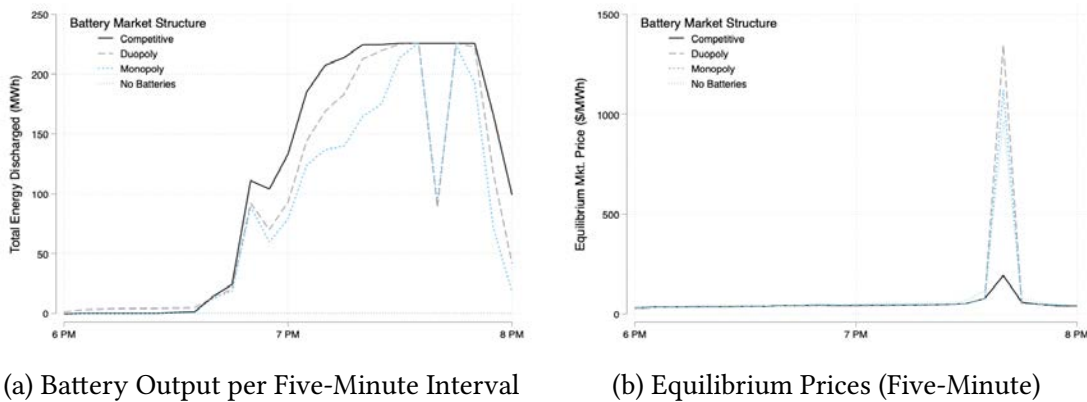 Battery Market Structure
Competitive
Duopoly
Monopoly
No Batteries
Total Energy Discharged (MWh)
250
200
150
100
50
0
6 PM
7 PM
8 PM
(a) Battery Output per Five-Minute Interval
Battery Market Structure
Competitive
Duopoly
Monopoly
No Batteries
Equilibrium Mkt. Price ($/MWh)
1500
1000
500
0
6 PM
7 PM
8 PM
(b) Equilibrium Prices (Five-Minute)